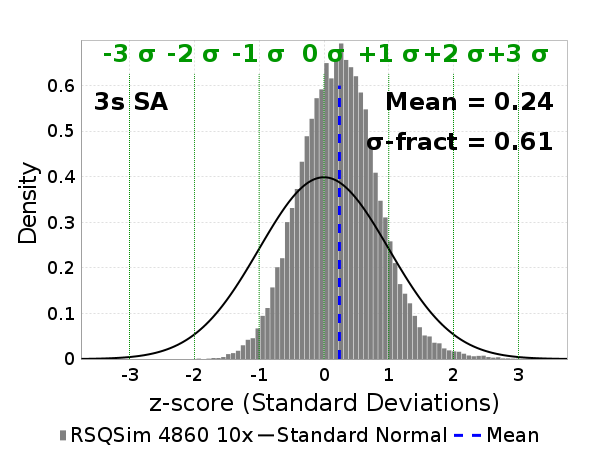 -3 σ -2 σ -1 σ 0 σ +1 σ +2 σ +3 σ
3s SA
Mean = 0.24
σ-fract = 0.61
Density
0.6
0.5
0.4
0.3
0.2
0.1
0
-3 -2 -1 0 1 2 3
z-score (Standard Deviations)
RSQSim 4860 10x Standard Normal Mean